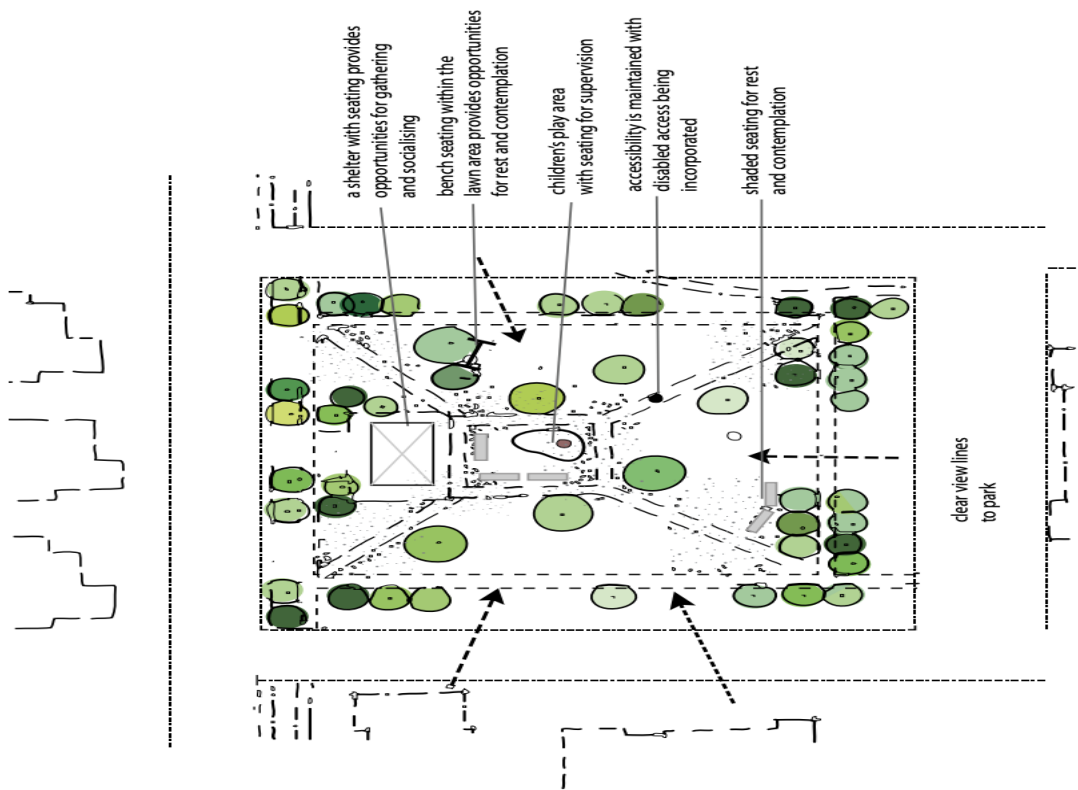 a shelter with seating provides
opportunities for gathering
and socialising
bench seating within the
lawn area provides opportunities
for rest and contemplation
children's play area
with seating for supervision
accessibility is maintained with
disabled access being
incorporated
shaded seating for rest
and contemplation
clear view lines
to park